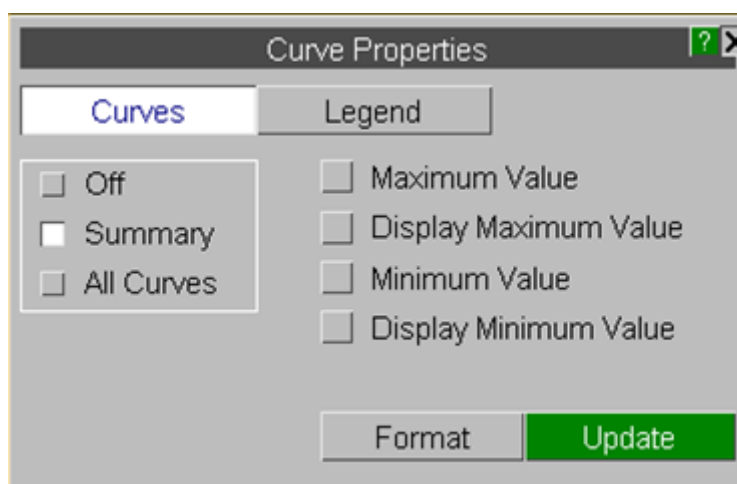 Curve Properties ? X
Curves Legend
Off
Summary
All Curves
Maximum Value
Display Maximum Value
Minimum Value
Display Minimum Value
Format Update